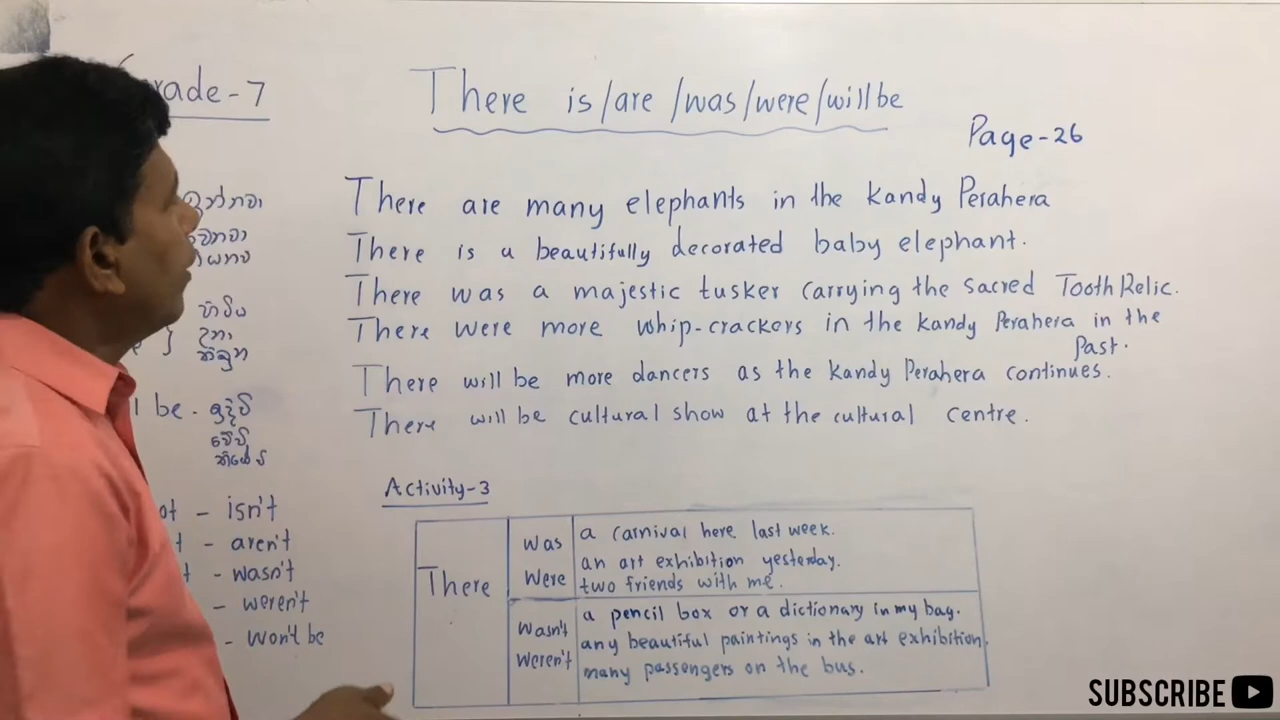 rade - 7
There is/are/was/were/will be
Page-26
There are many elephants in the Kandy Perahera
There is a beautifully decorated baby elephant.
There was a majestic tusker carrying the sacred Tooth Relic.
There were more whip-crackers in the Kandy Perahera in the
Past.
There will be more dancers as the Kandy Perahera continues.
There will be cultural show at the cultural centre.
හිටිය
උනා
තිබුන
be - ඉඳිවි
වේවි
තියේවි
ot - isn't
t - aren't
t - wasn't
- weren't
- won't be
Activity-3
There
was
were
a carnival here last week.
an art exhibition yesterday.
two friends with me.
wasn't
weren't
a pencil box or a dictionary in my bag.
any beautiful paintings in the art exhibition.
many passengers on the bus.
SUBSCRIBE